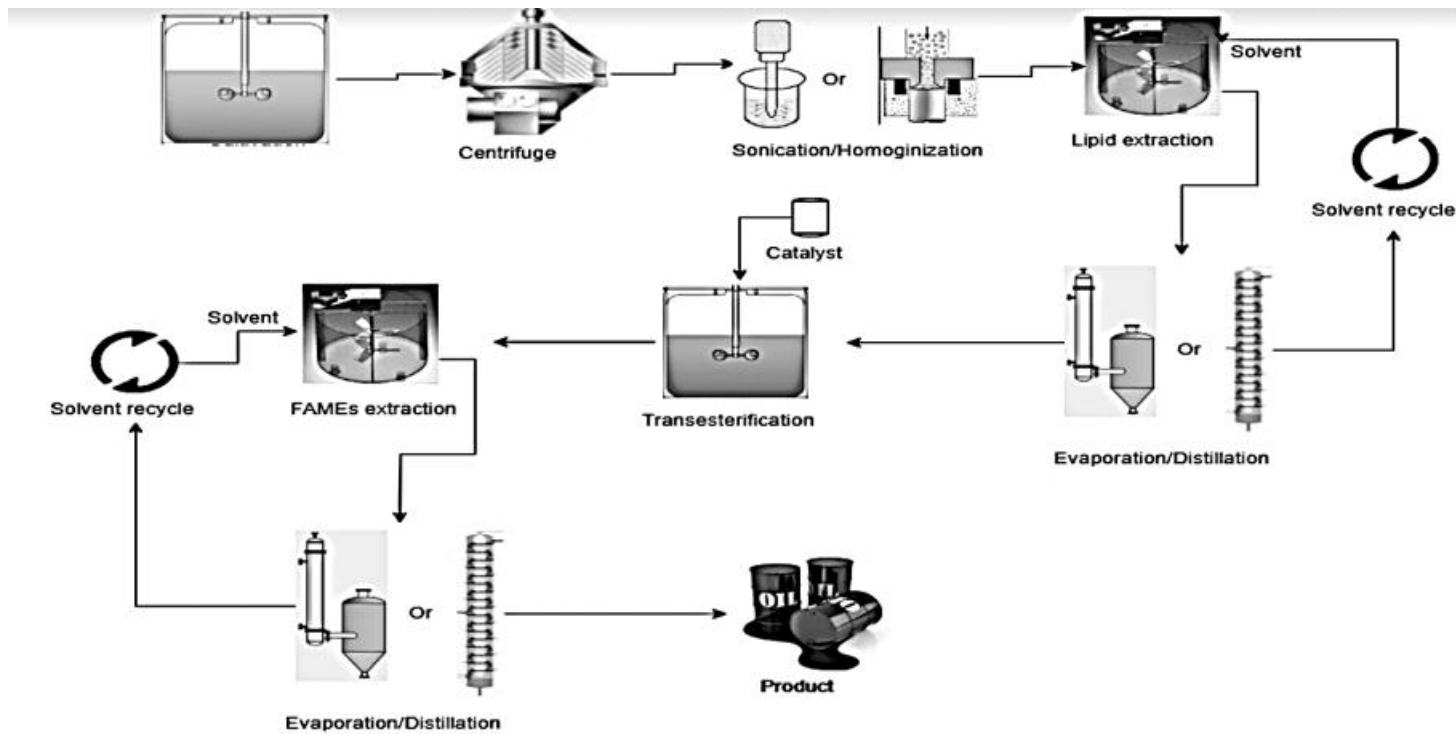 Centrifuge
Or
Sonication/Homoginization
Lipid extraction
Solvent
Solvent recycle
Catalyst
Transesterification
Or
Evaporation/Distillation
Solvent
Solvent recycle
FAMEs extraction
Or
Evaporation/Distillation
OIL
Product